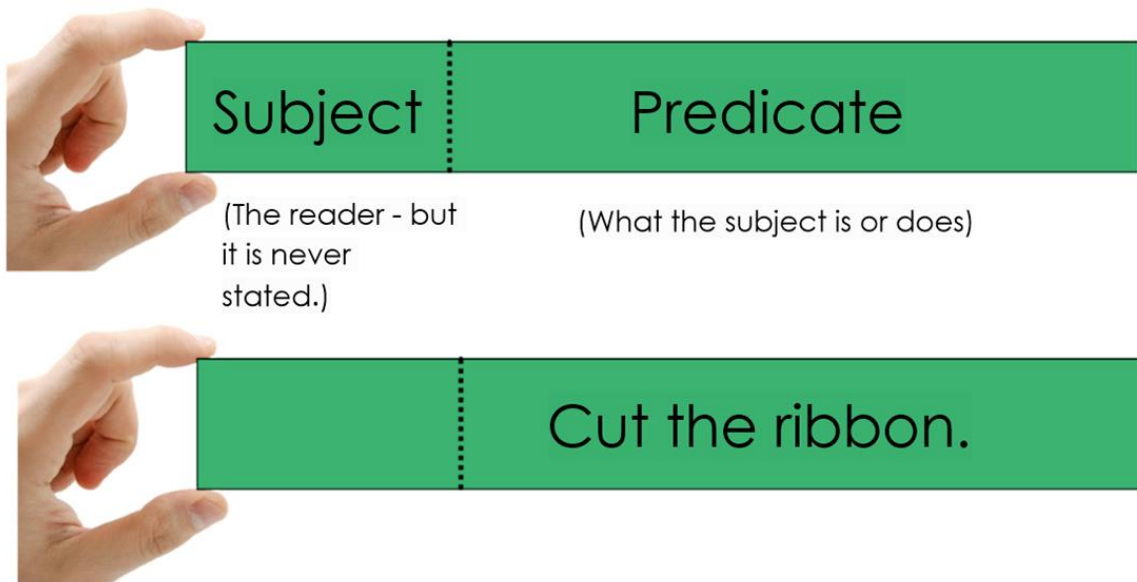 Subject Predicate
(The reader - but
it is never
stated.)
(What the subject is or does)
Cut the ribbon.